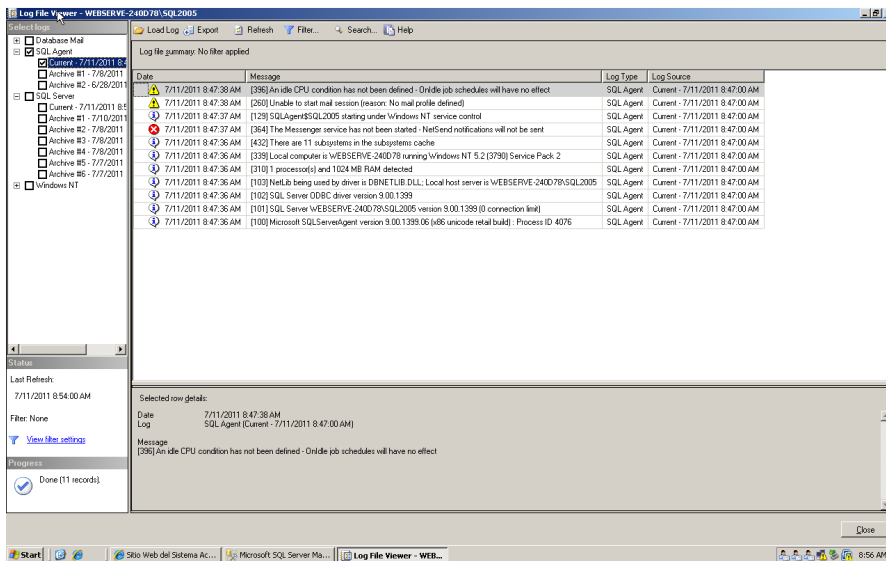 Log File Viewer - WEBSERVE-240D78\SQL2005
Select logs
Database Mail
SQL Agent
Current - 7/11/2011 8:4
Archive #1 - 7/8/2011
Archive #2 - 6/28/2011
SQL Server
Current - 7/11/2011 8:5
Archive #1 - 7/10/2011
Archive #2 - 7/8/2011
Archive #3 - 7/8/2011
Archive #4 - 7/8/2011
Archive #5 - 7/7/2011
Archive #6 - 7/7/2011
Windows NT
Load Log Export Refresh Filter... Search... Help
Log file summary: No filter applied
Date Message Log Type Log Source
7/11/2011 8:47:38 AM [396] An idle CPU condition has not been defined - OnIdle job schedules will have no effect SQL Agent Current - 7/11/2011 8:47:00 AM
7/11/2011 8:47:38 AM [260] Unable to start mail session (reason: No mail profile defined) SQL Agent Current - 7/11/2011 8:47:00 AM
7/11/2011 8:47:37 AM [129] SQLAgent$SQL2005 starting under Windows NT service control SQL Agent Current - 7/11/2011 8:47:00 AM
7/11/2011 8:47:37 AM [364] The Messenger service has not been started - NetSend notifications will not be sent SQL Agent Current - 7/11/2011 8:47:00 AM
7/11/2011 8:47:36 AM [432] There are 11 subsystems in the subsystems cache SQL Agent Current - 7/11/2011 8:47:00 AM
7/11/2011 8:47:36 AM [339] Local computer is WEBSERVE-240D78 running Windows NT 5.2 (3790) Service Pack 2 SQL Agent Current - 7/11/2011 8:47:00 AM
7/11/2011 8:47:36 AM [310] 1 processor(s) and 1024 MB RAM detected SQL Agent Current - 7/11/2011 8:47:00 AM
7/11/2011 8:47:36 AM [103] NetLib being used by driver is DBNETLIB.DLL; Local host server is WEBSERVE-240D78\SQL2005 SQL Agent Current - 7/11/2011 8:47:00 AM
7/11/2011 8:47:36 AM [102] SQL Server ODBC driver version 9.00.1399 SQL Agent Current - 7/11/2011 8:47:00 AM
7/11/2011 8:47:36 AM [101] SQL Server WEBSERVE-240D78\SQL2005 version 9.00.1399 (0 connection limit) SQL Agent Current - 7/11/2011 8:47:00 AM
7/11/2011 8:47:36 AM [100] Microsoft SQLServerAgent version 9.00.1399.06 (x86 unicode retail build) : Process ID 4076 SQL Agent Current - 7/11/2011 8:47:00 AM
Status
Last Refresh:
7/11/2011 8:54:00 AM
Filter: None
View filter settings
Progress
Done (11 records).
Selected row details:
Date 7/11/2011 8:47:38 AM
Log SQL Agent (Current - 7/11/2011 8:47:00 AM)
Message
[396] An idle CPU condition has not been defined - OnIdle job schedules will have no effect
Close
Start Sitio Web del Sistema Ac... Microsoft SQL Server Ma... Log File Viewer - WEB... 8:56 AM